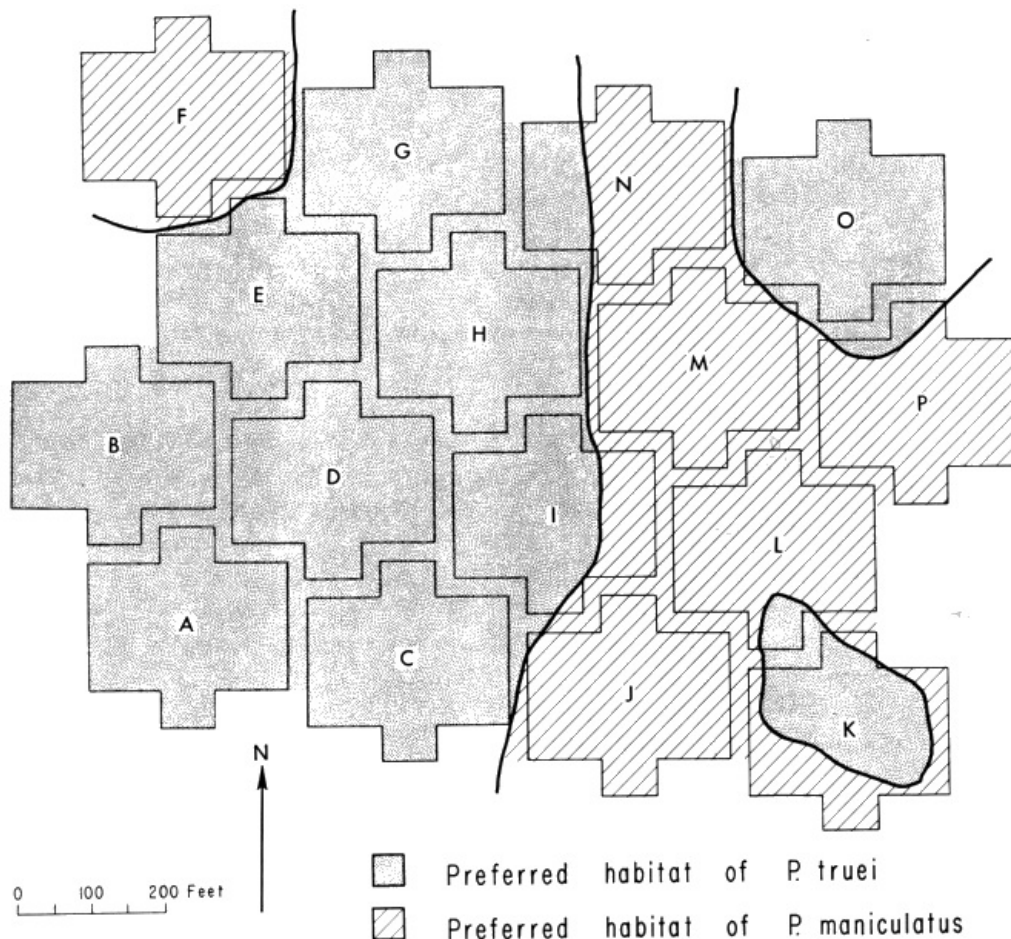 F
G
N
O
E
H
M
P
B
D
I
L
A
C
J
K
N
0 100 200 Feet
Preferred habitat of P. truei
Preferred habitat of P. maniculatus